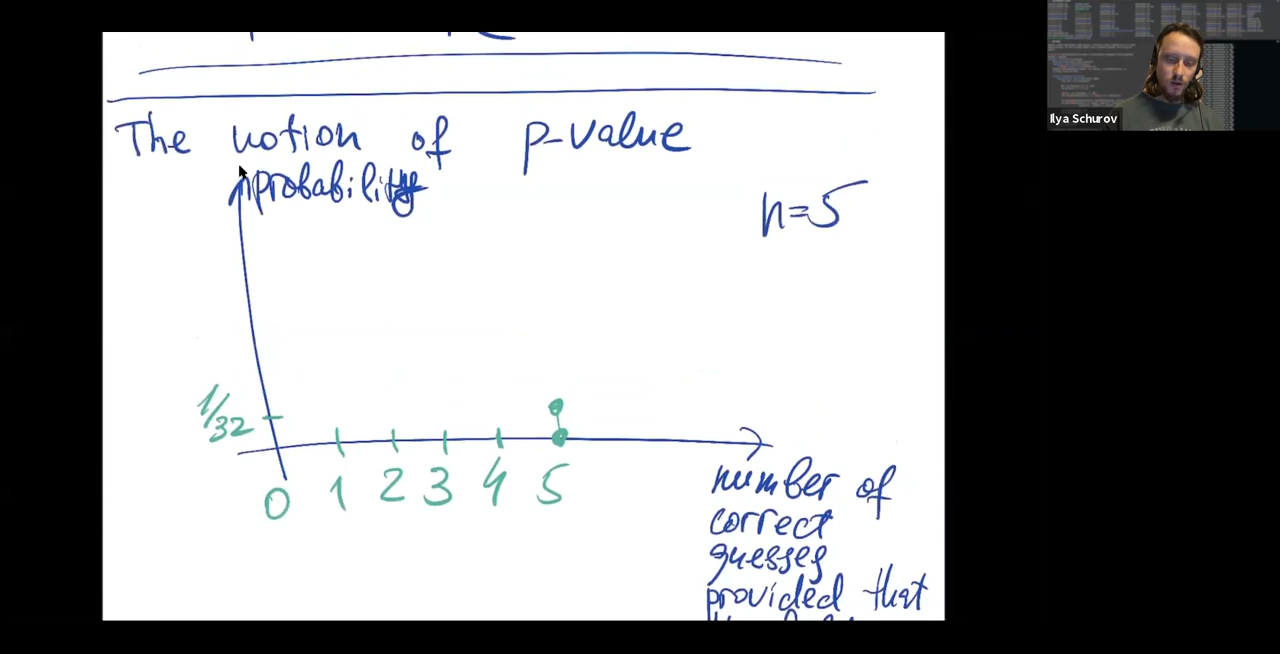 The notion of p-value
probability
n=5
1/32
0 1 2 3 4 5
number of
correct
guesses
provided that
Ilya Schurov